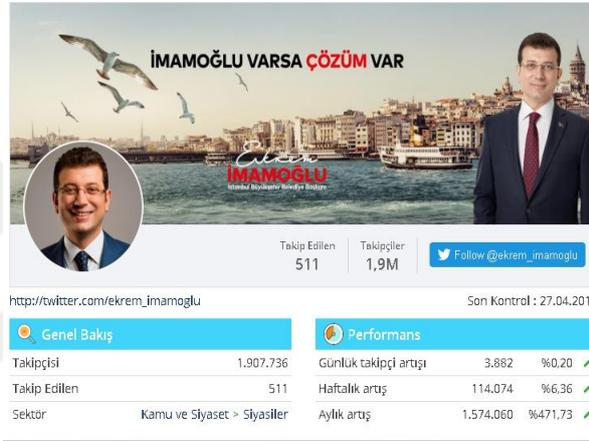 İMAMOĞLU VARSA ÇÖZÜM VAR
Ekrem
İMAMOĞLU
İstanbul Büyükşehir Belediye Başkanı
Takip Edilen
511
Takipçiler
1,9M
Follow @ekrem_imamoglu
http://twitter.com/ekrem_imamoglu
Son Kontrol : 27.04.201
Genel Bakış
Takipçisi 1.907.736
Takip Edilen 511
Sektör Kamu ve Siyaset > Siyasiler
Performans
Günlük takipçi artışı 3.882 %0,20
Haftalık artış 114.074 %6,36
Aylık artış 1.574.060 %471,73